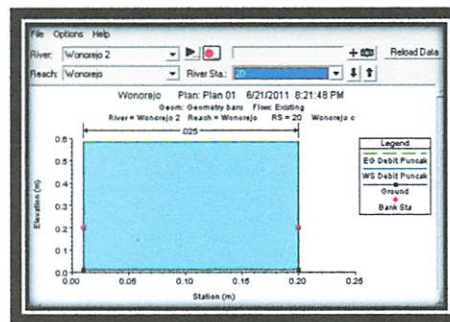 File Options Help
River: Wonorejo 2 Reload Data
Reach: Wonorejo River Sta.: 20
Wonorejo Plan: Plan 01 6/21/2011 8:21:48 PM
Geom: Geometry baru Flow: Existing
River = Wonorejo 2 Reach = Wonorejo RS = 20 Wonorejo c
.025
Legend
EG Debit Puncak
WS Debit Puncak
Ground
Bank Sta
Elevation (m)
0.6
0.5
0.4
0.3
0.2
0.1
0.0
0.00 0.05 0.10 0.15 0.20 0.25
Station (m)